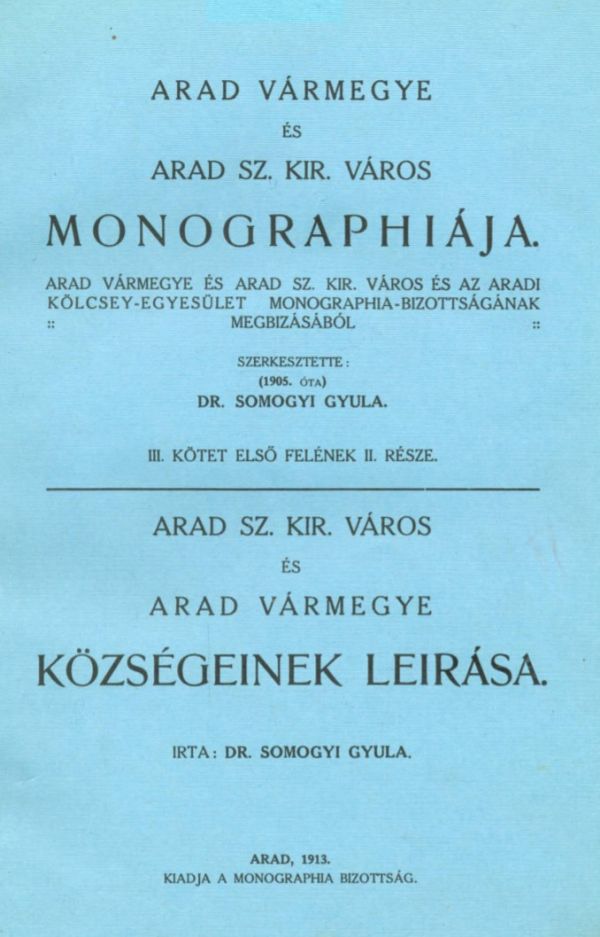 ARAD VÁRMEGYE
ÉS
ARAD SZ. KIR. VÁROS
MONOGRAPHIÁJA.
ARAD VÁRMEGYE ÉS ARAD SZ. KIR. VÁROS ÉS AZ ARADI
KÖLCSEY-EGYESÜLET MONOGRAPHIA-BIZOTTSÁGÁNAK
:: MEGBIZÁSÁBÓL ::
SZERKESZTETTE:
(1905. ÓTA)
DR. SOMOGYI GYULA.
III. KÖTET ELSŐ FELÉNEK II. RÉSZE.
ARAD SZ. KIR. VÁROS
ÉS
ARAD VÁRMEGYE
KÖZSÉGEINEK LEIRÁSA.
IRTA: DR. SOMOGYI GYULA.
ARAD, 1913.
KIADJA A MONOGRAPHIA BIZOTTSÁG.